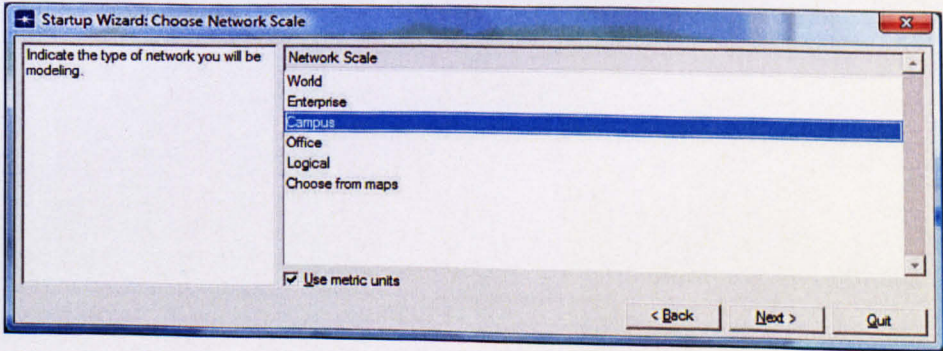 Startup Wizard: Choose Network Scale
Indicate the type of network you will be
modeling.
Network Scale
World
Enterprise
Campus
Office
Logical
Choose from maps
Use metric units
< Back
Next >
Quit